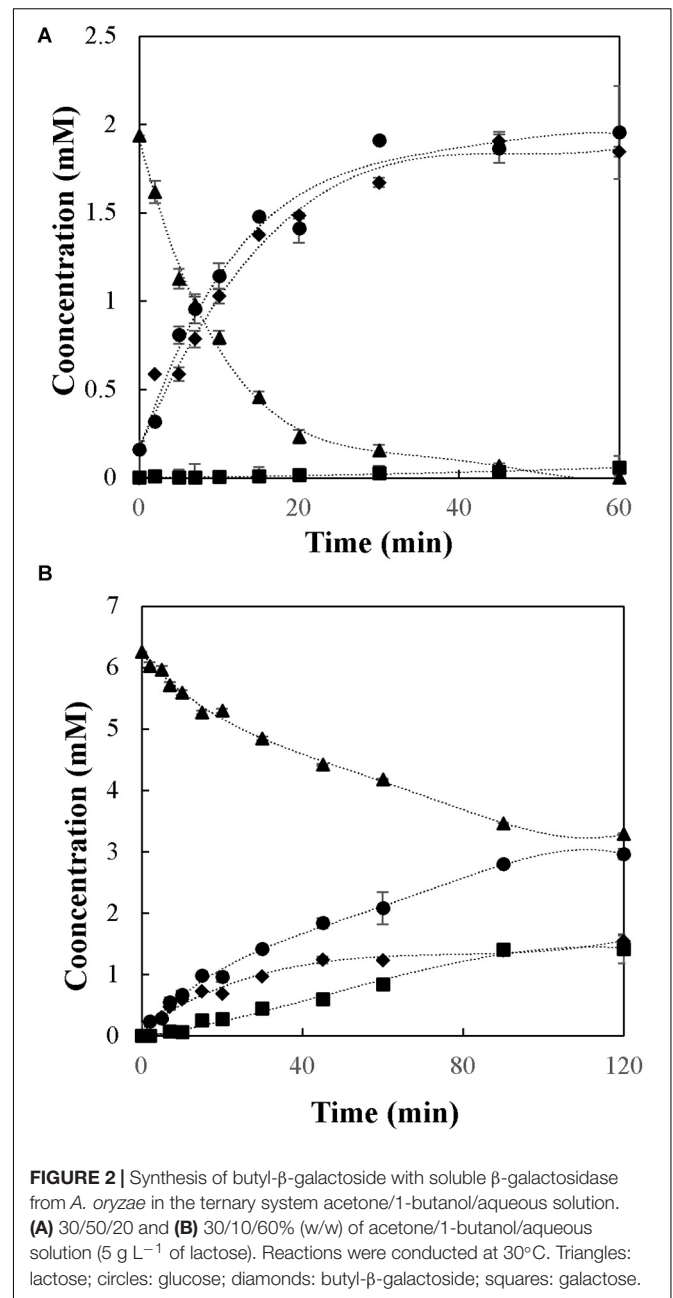 A
Cooncentration (mM)
2.5
2
1.5
1
0.5
0
0 20 40 60
Time (min)
B
Cooncentration (mM)
7
6
5
4
3
2
1
0
0 40 80 120
Time (min)
FIGURE 2 | Synthesis of butyl-β-galactoside with soluble β-galactosidase
from A. oryzae in the ternary system acetone/1-butanol/aqueous solution.
(A) 30/50/20 and (B) 30/10/60% (w/w) of acetone/1-butanol/aqueous
solution (5 g L−1 of lactose). Reactions were conducted at 30°C. Triangles:
lactose; circles: glucose; diamonds: butyl-β-galactoside; squares: galactose.